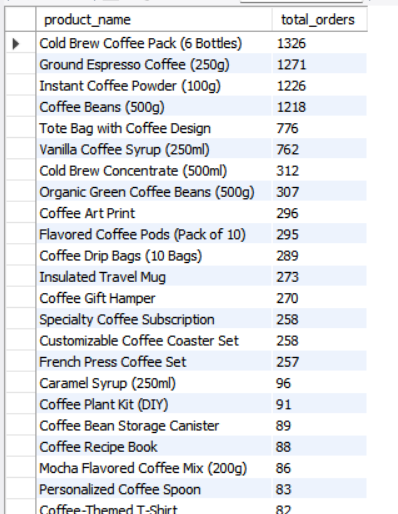 product_name total_orders
Cold Brew Coffee Pack (6 Bottles) 1326
Ground Espresso Coffee (250g) 1271
Instant Coffee Powder (100g) 1226
Coffee Beans (500g) 1218
Tote Bag with Coffee Design 776
Vanilla Coffee Syrup (250ml) 762
Cold Brew Concentrate (500ml) 312
Organic Green Coffee Beans (500g) 307
Coffee Art Print 296
Flavored Coffee Pods (Pack of 10) 295
Coffee Drip Bags (10 Bags) 289
Insulated Travel Mug 273
Coffee Gift Hamper 270
Specialty Coffee Subscription 258
Customizable Coffee Coaster Set 258
French Press Coffee Set 257
Caramel Syrup (250ml) 96
Coffee Plant Kit (DIY) 91
Coffee Bean Storage Canister 89
Coffee Recipe Book 88
Mocha Flavored Coffee Mix (200g) 86
Personalized Coffee Spoon 83
Coffee-Themed T-Shirt 82